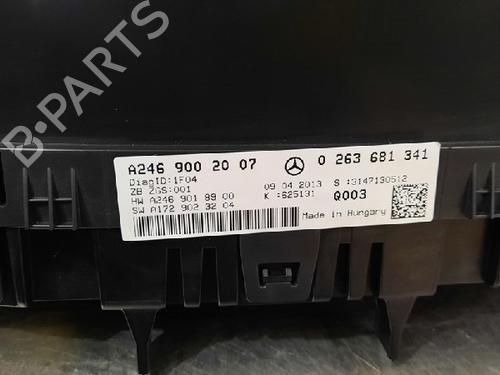 A246 900 20 07 0 263 681 341
DiagID:1F04
ZB ZGS:001 09 04 2013 S :3147130512
HW A246 901 89 00 K :625131 Q003
SW A172 902 32 04 Made in Hungary
B-PARTS